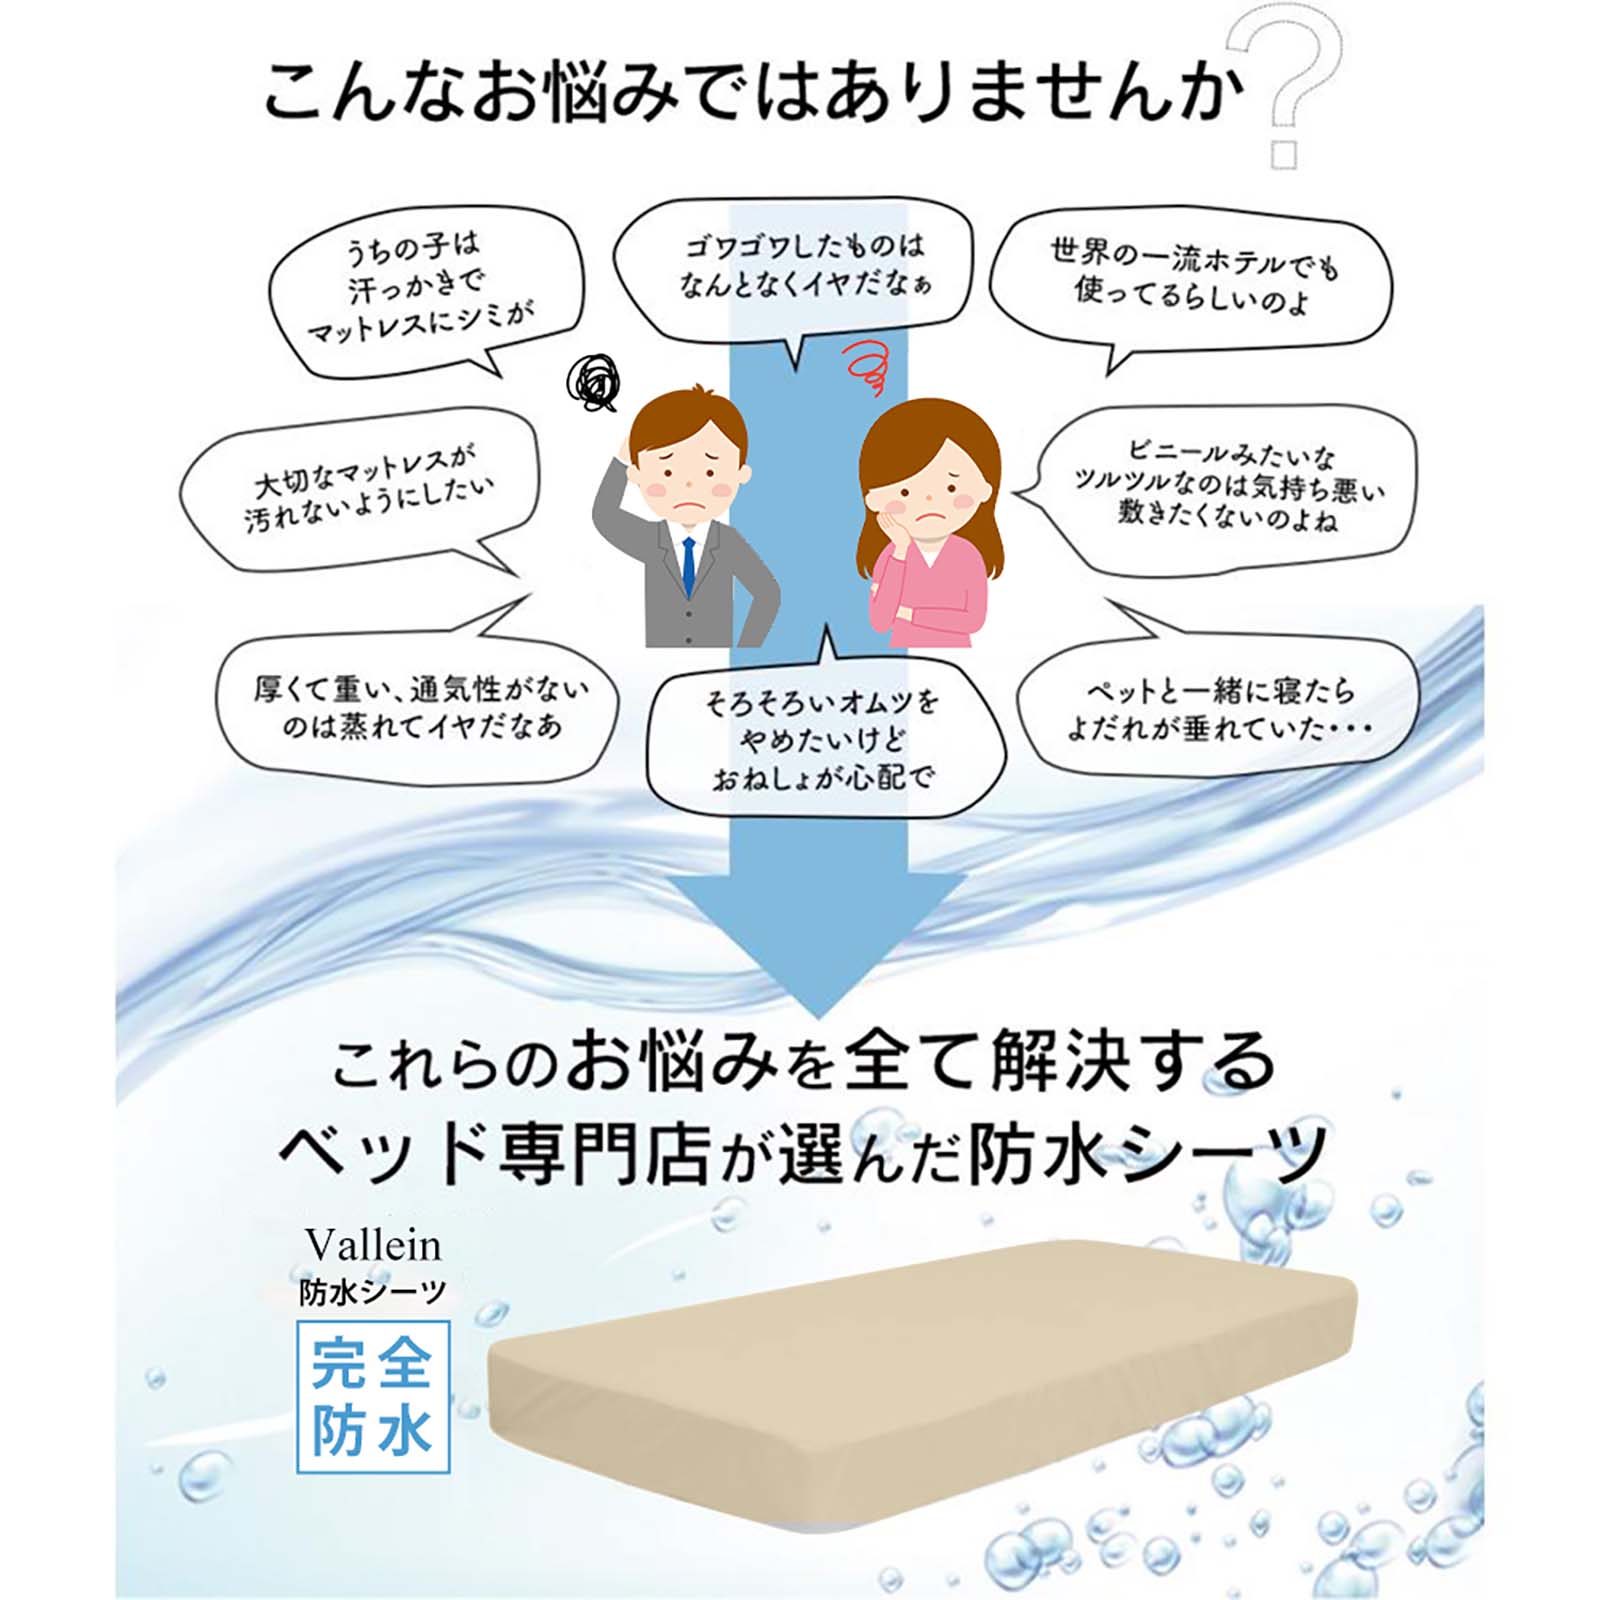 こんなお悩みではありませんか?
うちの子は
汗っかきで
マットレスにシミが
ゴワゴワしたものは
なんとなくイヤだなぁ
世界の一流ホテルでも
使ってるらしいのよ
大切なマットレスが
汚れないようにしたい
ビニールみたいな
ツルツルなのは気持ち悪い
敷きたくないのよね
厚くて重い、通気性がない
のは蒸れてイヤだなあ
そろそろいオムツを
やめたいけど
おねしょが心配で
ペットと一緒に寝たら
よだれが垂れていた・・・
これらのお悩みを全て解決する
ベッド専門店が選んだ防水シーツ
Vallein
防水シーツ
完全
防水